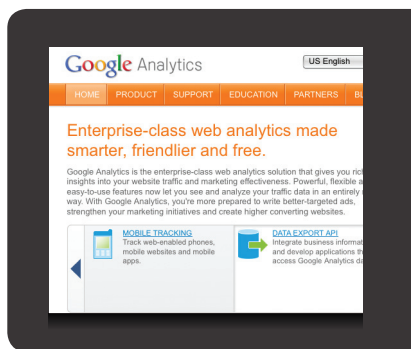 Google Analytics
US English
HOME PRODUCT SUPPORT EDUCATION PARTNERS
Enterprise-class web analytics made
smarter, friendlier and free.
Google Analytics is the enterprise-class web analytics solution that gives you
insights into your website traffic and marketing effectiveness. Powerful, flexible
easy-to-use features now let you see and analyze your traffic data in an entirely
way. With Google Analytics, you're more prepared to write better-targeted ads,
strengthen your marketing initiatives and create higher converting websites.
MOBILE TRACKING
Track web-enabled phones,
mobile websites and mobile
apps.
DATA EXPORT API
Integrate business
and develop applications
access Google Analytics